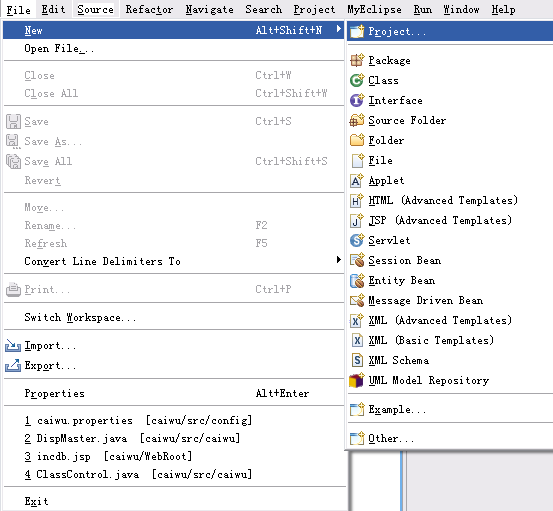 File Edit Source Refactor Navigate Search Project MyEclipse Run Window Help
New Alt+Shift+N
Open File...
Close Ctrl+W
Close All Ctrl+Shift+W
Save Ctrl+S
Save As...
Save All Ctrl+Shift+S
Revert
Move...
Rename... F2
Refresh F5
Convert Line Delimiters To
Print... Ctrl+P
Switch Workspace...
Import...
Export...
Properties Alt+Enter
1 caiwu.properties [caiwu/src/config]
2 DispMaster.java [caiwu/src/caiwu]
3 incdb.jsp [caiwu/WebRoot]
4 ClassControl.java [caiwu/src/caiwu]
Exit
Project...
Package
Class
Interface
Source Folder
Folder
File
Applet
HTML (Advanced Templates)
JSP (Advanced Templates)
Servlet
Session Bean
Entity Bean
Message Driven Bean
XML (Advanced Templates)
XML (Basic Templates)
XML Schema
UML Model Repository
Example...
Other...